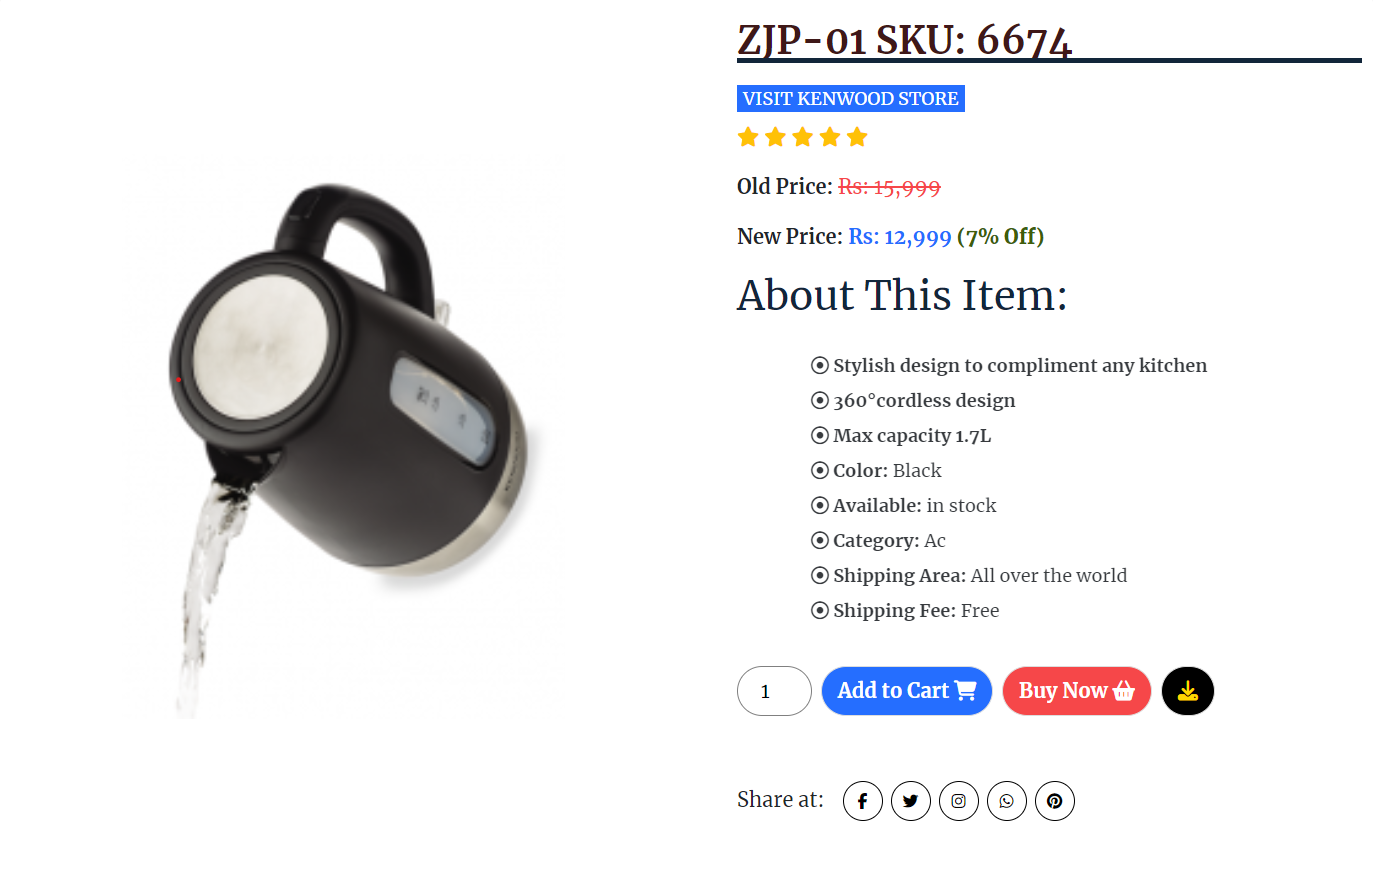 ZJP-01 SKU: 6674
VISIT KENWOOD STORE
Old Price: Rs: 15,999
New Price: Rs: 12,999 (7% Off)
About This Item:
Stylish design to compliment any kitchen
360°cordless design
Max capacity 1.7L
Color: Black
Available: in stock
Category: Ac
Shipping Area: All over the world
Shipping Fee: Free
1
Add to Cart
Buy Now
Share at: